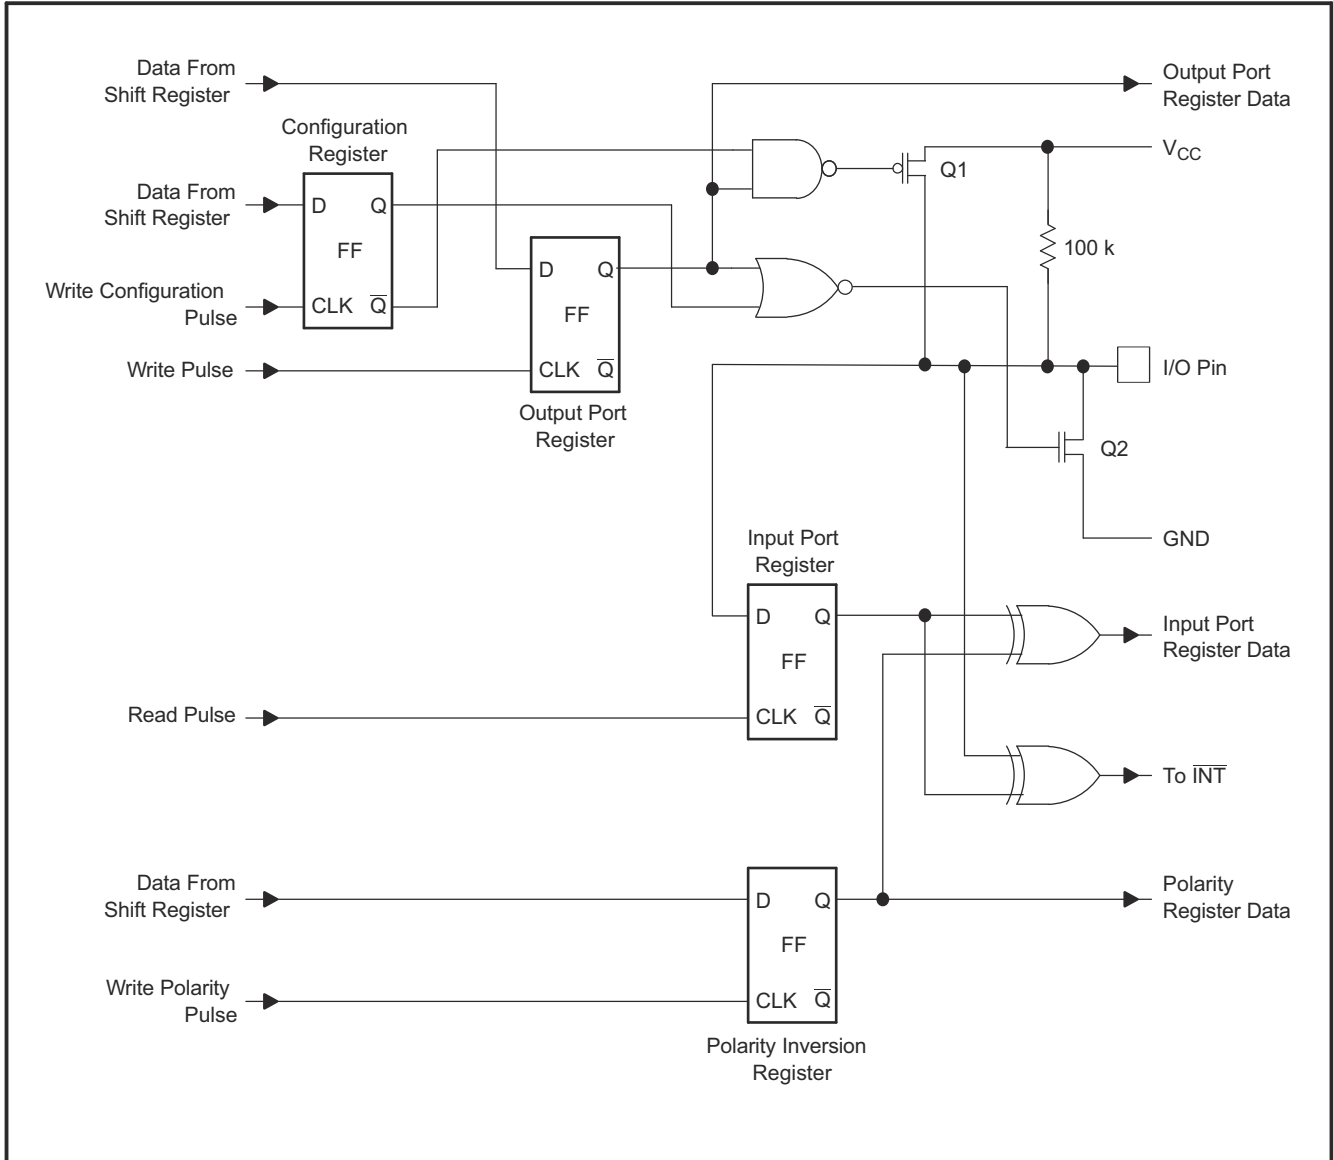 Data From
Shift Register
Output Port
Register Data
Configuration
Register
VCC
Q1
Data From
Shift Register
D
Q
FF
100 k
D
Q
Write Configuration
Pulse
CLK
Q̅
FF
Write Pulse
CLK
Q̅
I/O Pin
Output Port
Register
Q2
GND
Input Port
Register
D
Q
FF
Input Port
Register Data
Read Pulse
CLK
Q̅
To I̅N̅T̅
Data From
Shift Register
D
Q
Polarity
Register Data
FF
Write Polarity
Pulse
CLK
Q̅
Polarity Inversion
Register